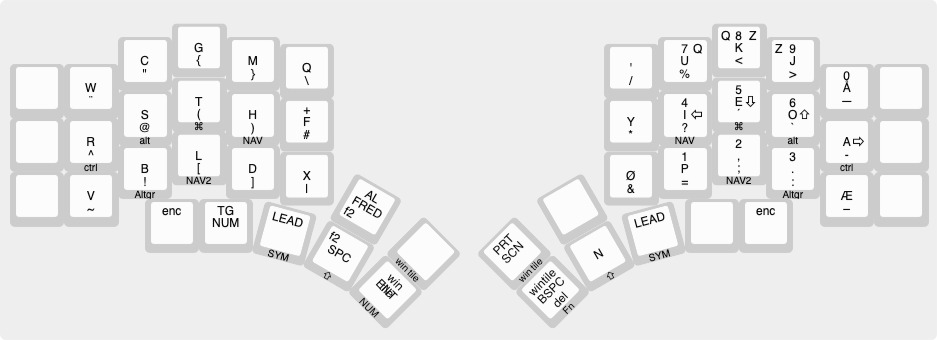 W
¨
C
"
G
{
M
}
Q
\
R
^
ctrl
S
@
alt
T
(
⌘
H
)
NAV
+
F
#
V
~
B
!
Altgr
L
[
NAV2
D
]
X
|
enc
TG
NUM
LEAD
SYM
AL
FRED
f2
f2
SPC
⇧
win tile
win
NUM
'
/
7 Q
U
%
Q 8 Z
K
<
Z 9
J
>
0
Å
—
Y
*
4
I ⇦
?
NAV
5
E ⇩
´
⌘
6
O ⇧
`
alt
A ⇨
-
ctrl
Ø
&
1
P
=
2
,
;
NAV2
3
.
:
Altgr
Æ
–
PRT
SCN
win tile
wintile
BSPC
del
Fn
N
⇧
LEAD
SYM
enc